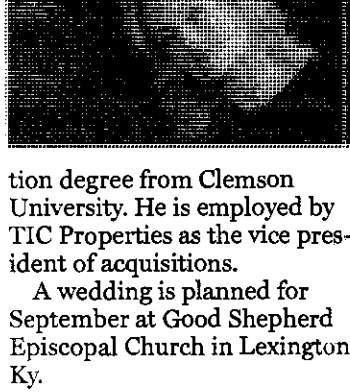 tion degree from Clemson
University. He is employed by
TIC Properties as the vice pres-
ident of acquisitions.
A wedding is planned for
September at Good Shepherd
Episcopal Church in Lexington
Ky.